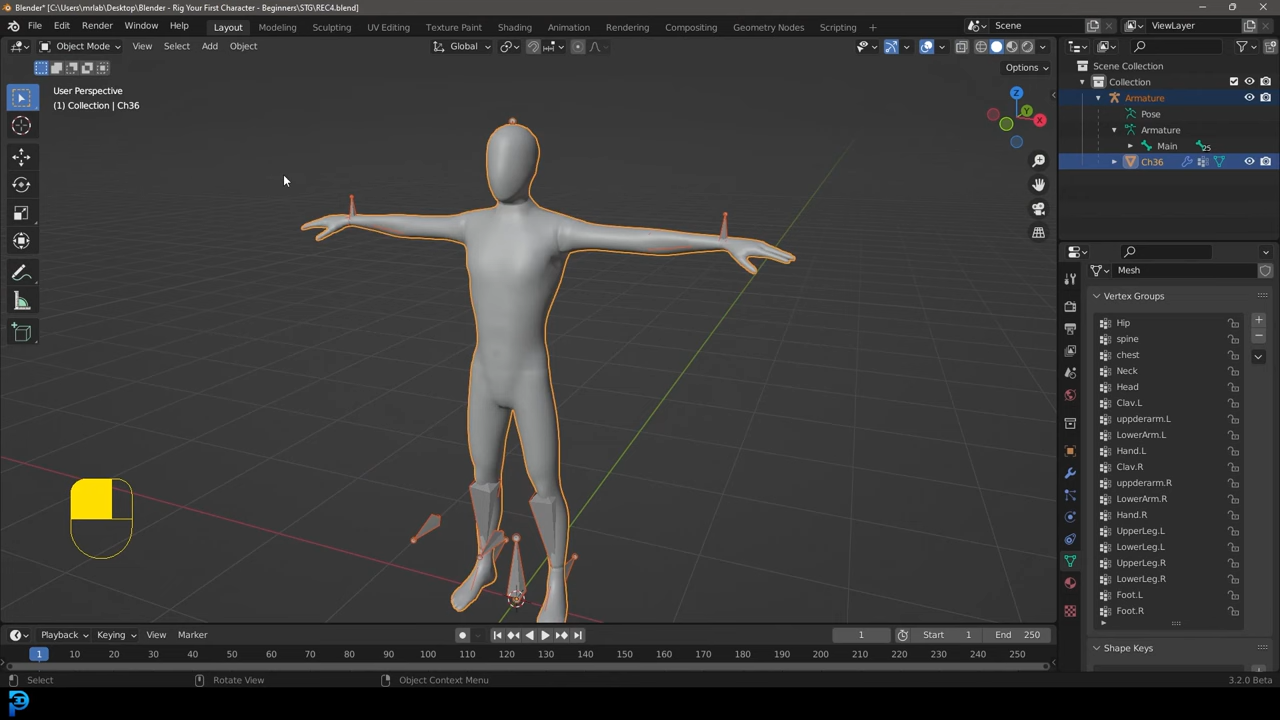 Blender* [C:\Users\mrlab\Desktop\Blender - Rig Your First Character - Beginners\STG\REC4.blend]
File Edit Render Window Help Layout Modeling Sculpting UV Editing Texture Paint Shading Animation Rendering Compositing Geometry Nodes Scripting Scene ViewLayer
Object Mode View Select Add Object Global
Options
User Perspective
(1) Collection | Ch36
Z
Y
X
Scene Collection
Collection
Armature
Pose
Armature
Main 25
Ch36
Mesh
Vertex Groups
Hip
spine
chest
Neck
Head
Clav.L
uppderarm.L
LowerArm.L
Hand.L
Clav.R
uppderarm.R
LowerArm.R
Hand.R
UpperLeg.L
LowerLeg.L
UpperLeg.R
LowerLeg.R
Foot.L
Foot.R
Shape Keys
Playback Keying View Marker 1 Start 1 End 250
1 10 20 30 40 50 60 70 80 90 100 110 120 130 140 150 160 170 180 190 200 210 220 230 240 250
Select Rotate View Object Context Menu 3.2.0 Beta